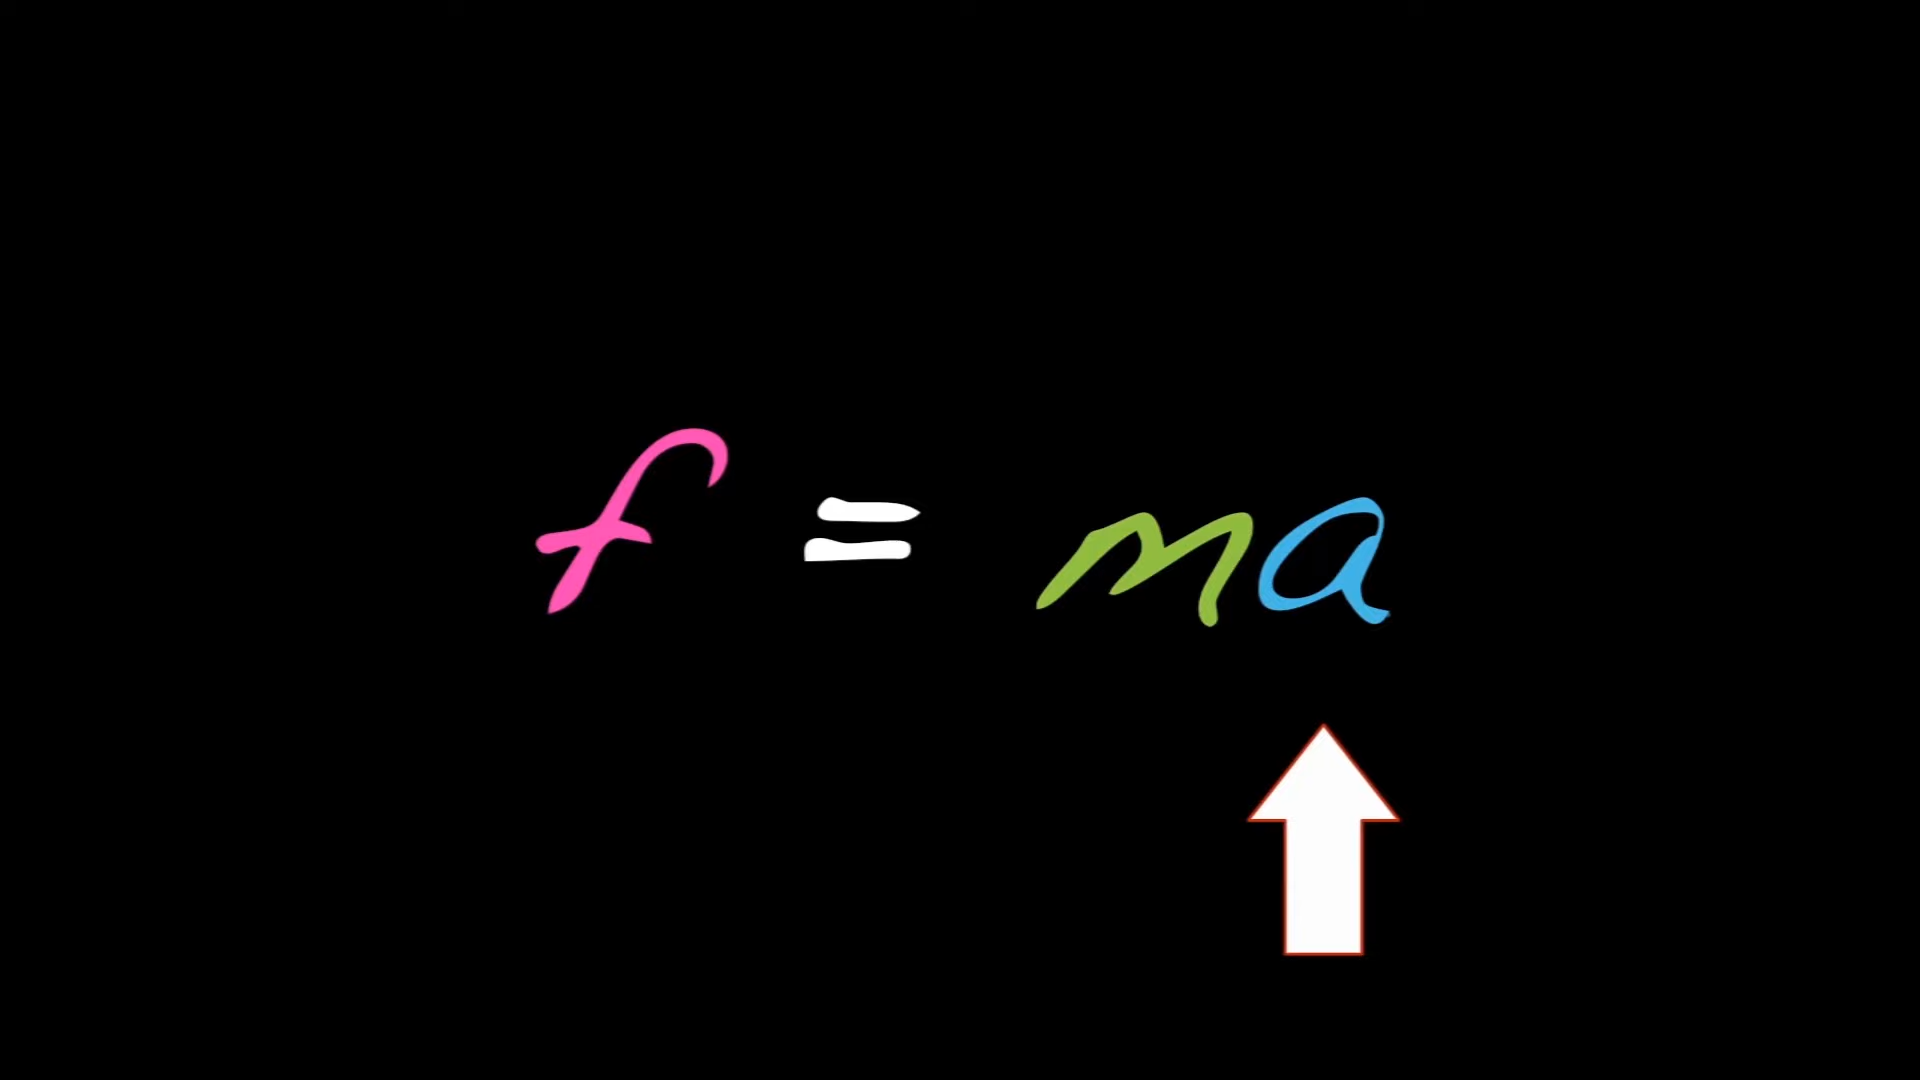 f = ma